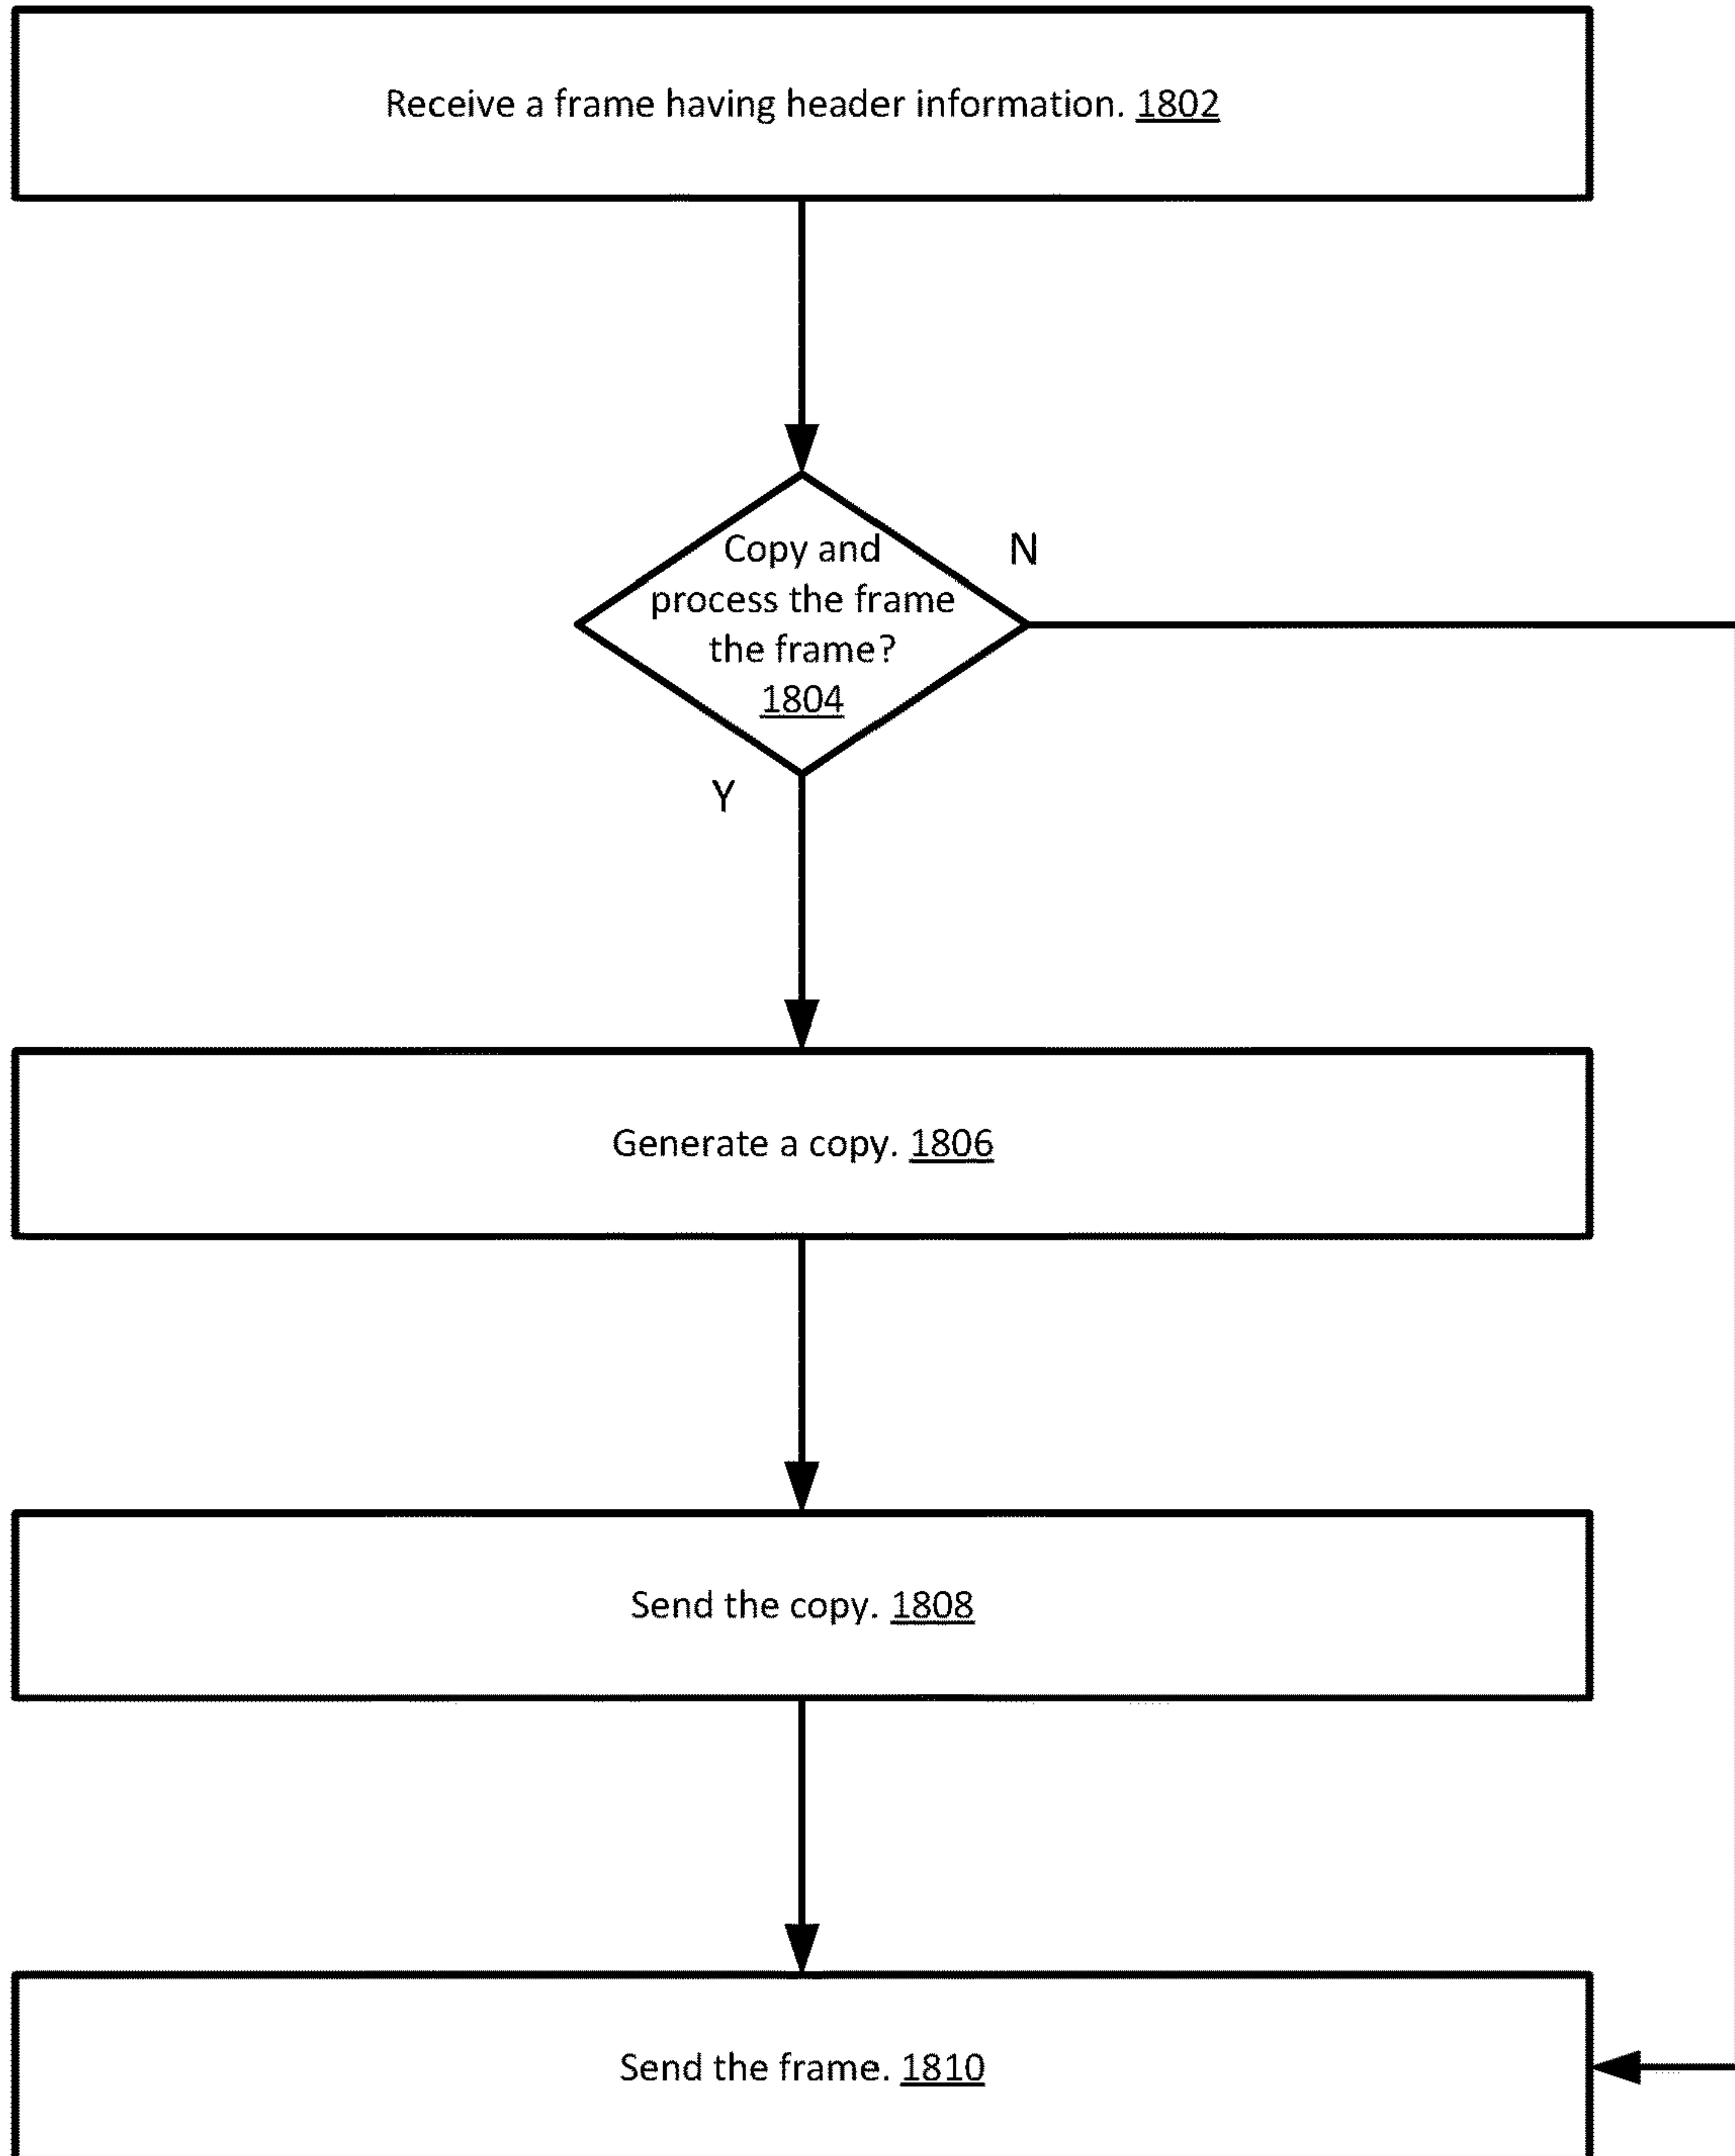 Receive a frame having header information. 1802
Copy and
N
process the frame
the frame?
1804
Y
Generate a copy. 1806
Send the copy. 1808
Send the frame. 1810